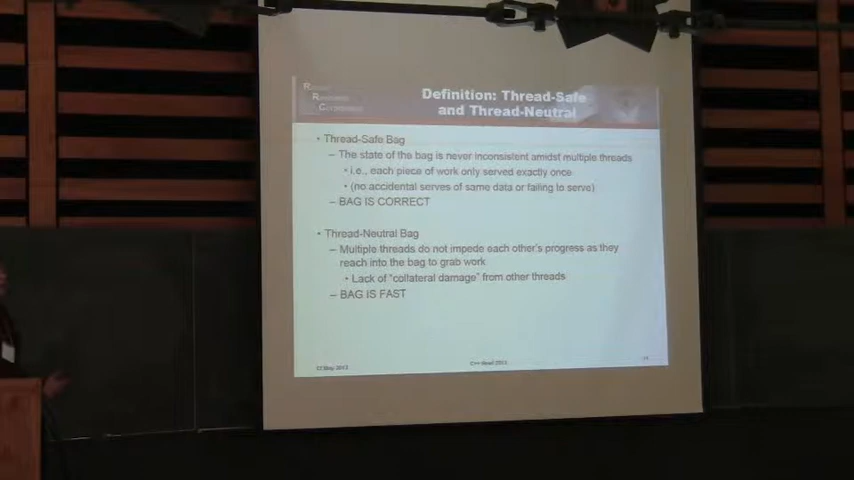 Definition: Thread-Safe
and Thread-Neutral
• Thread-Safe Bag
– The state of the bag is never inconsistent amidst multiple threads
• i.e., each piece of work only served exactly once
• (no accidental serves of same data or failing to serve)
– BAG IS CORRECT
• Thread-Neutral Bag
– Multiple threads do not impede each other's progress as they
reach into the bag to grab work
• Lack of "collateral damage" from other threads
– BAG IS FAST